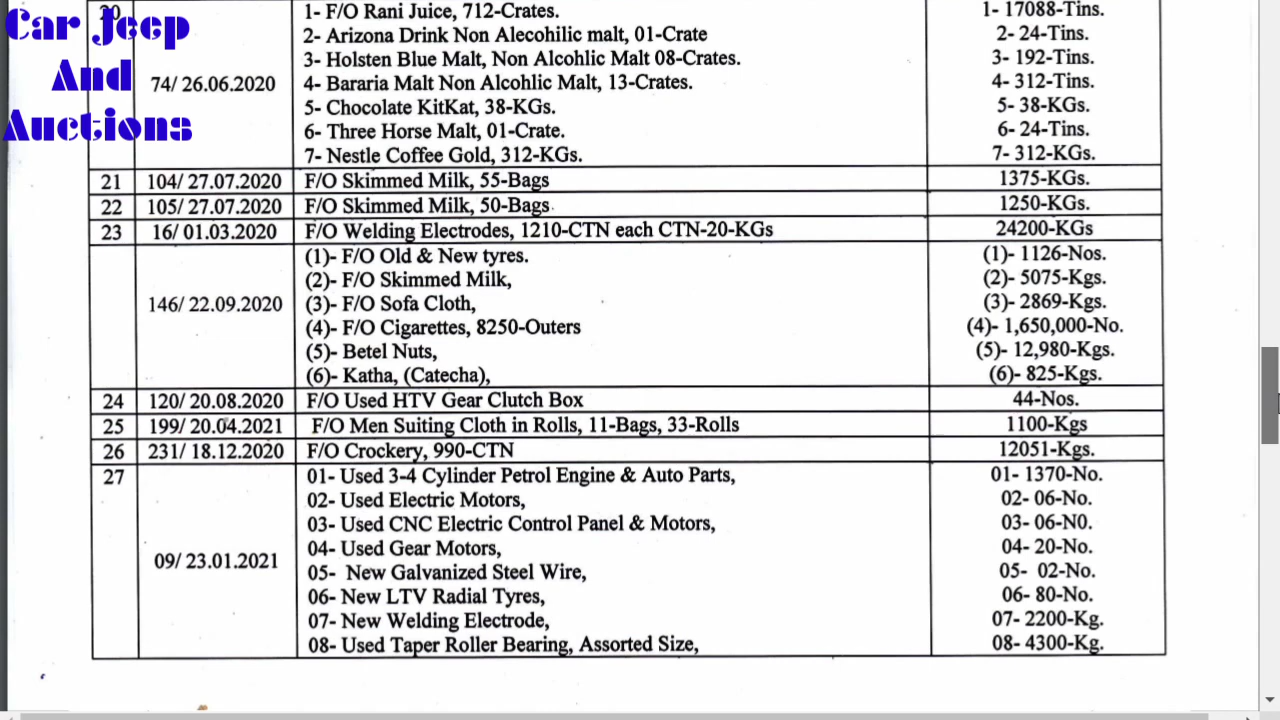 Car Jeep
And
Auctions
20
74/ 26.06.2020
1- F/O Rani Juice, 712-Crates. 1- 17088-Tins.
2- Arizona Drink Non Alecohilic malt, 01-Crate 2- 24-Tins.
3- Holsten Blue Malt, Non Alcohlic Malt 08-Crates. 3- 192-Tins.
4- Bararia Malt Non Alcohlic Malt, 13-Crates. 4- 312-Tins.
5- Chocolate KitKat, 38-KGs. 5- 38-KGs.
6- Three Horse Malt, 01-Crate. 6- 24-Tins.
7- Nestle Coffee Gold, 312-KGs. 7- 312-KGs.
21 104/ 27.07.2020 F/O Skimmed Milk, 55-Bags 1375-KGs.
22 105/ 27.07.2020 F/O Skimmed Milk, 50-Bags 1250-KGs.
23 16/ 01.03.2020 F/O Welding Electrodes, 1210-CTN each CTN-20-KGs 24200-KGs
146/ 22.09.2020
(1)- F/O Old & New tyres. (1)- 1126-Nos.
(2)- F/O Skimmed Milk, (2)- 5075-Kgs.
(3)- F/O Sofa Cloth, (3)- 2869-Kgs.
(4)- F/O Cigarettes, 8250-Outers (4)- 1,650,000-No.
(5)- Betel Nuts, (5)- 12,980-Kgs.
(6)- Katha, (Catecha), (6)- 825-Kgs.
24 120/ 20.08.2020 F/O Used HTV Gear Clutch Box 44-Nos.
25 199/ 20.04.2021 F/O Men Suiting Cloth in Rolls, 11-Bags, 33-Rolls 1100-Kgs
26 231/ 18.12.2020 F/O Crockery, 990-CTN 12051-Kgs.
27 09/ 23.01.2021
01- Used 3-4 Cylinder Petrol Engine & Auto Parts, 01- 1370-No.
02- Used Electric Motors, 02- 06-No.
03- Used CNC Electric Control Panel & Motors, 03- 06-N0.
04- Used Gear Motors, 04- 20-No.
05- New Galvanized Steel Wire, 05- 02-No.
06- New LTV Radial Tyres, 06- 80-No.
07- New Welding Electrode, 07- 2200-Kg.
08- Used Taper Roller Bearing, Assorted Size, 08- 4300-Kg.